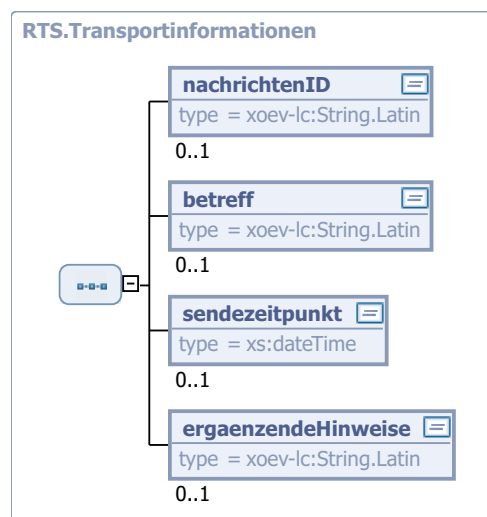 RTS.Transportinformationen
nachrichtenID
type = xoev-lc:String.Latin
0..1
betreff
type = xoev-lc:String.Latin
0..1
sendezeitpunkt
type = xs:dateTime
0..1
ergaenzendeHinweise
type = xoev-lc:String.Latin
0..1